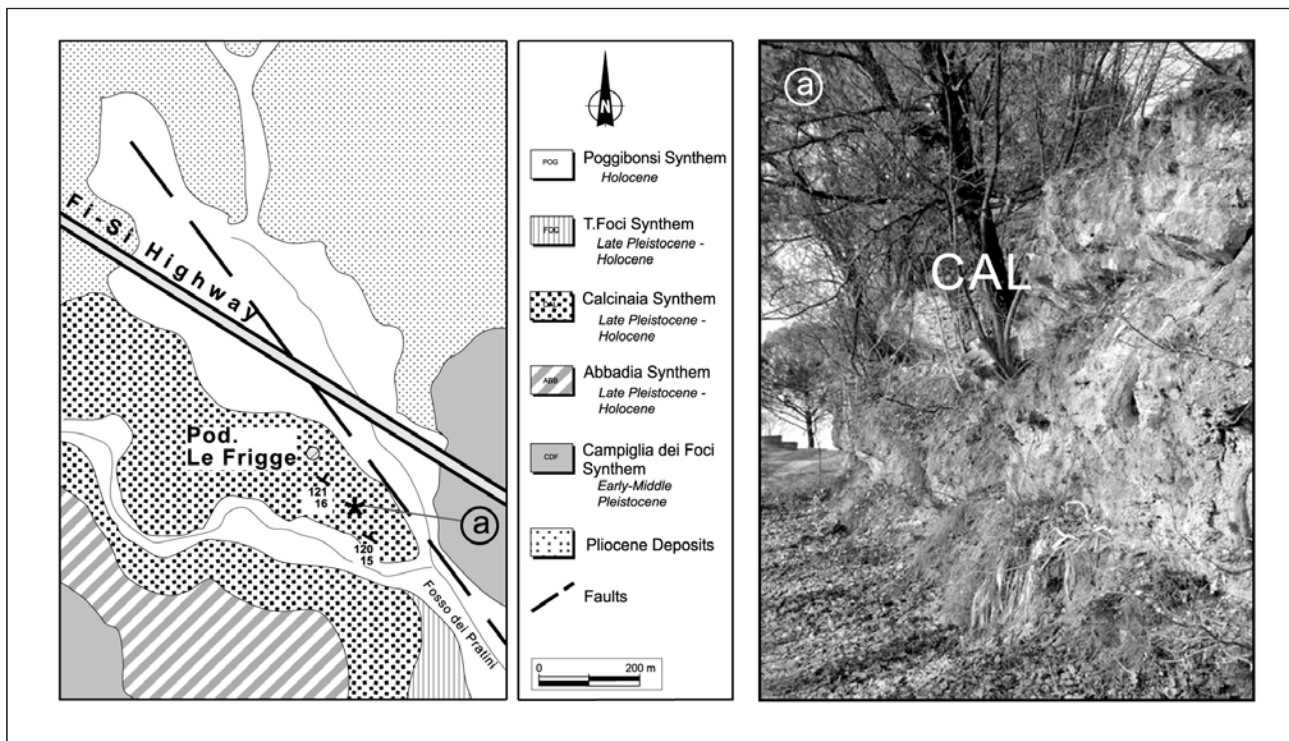 Fi-Si Highway
Pod.
Le Frigge
121
16
120
15
a
Fosso dei Pratini
N
POG
Poggibonsi Synthem
Holocene
T.Foci Synthem
Late Pleistocene -
Holocene
Calcinaia Synthem
Late Pleistocene -
Holocene
ABB
Abbadia Synthem
Late Pleistocene -
Holocene
CDF
Campiglia dei Foci
Synthem
Early-Middle
Pleistocene
Pliocene Deposits
Faults
0
200 m
a
CAL